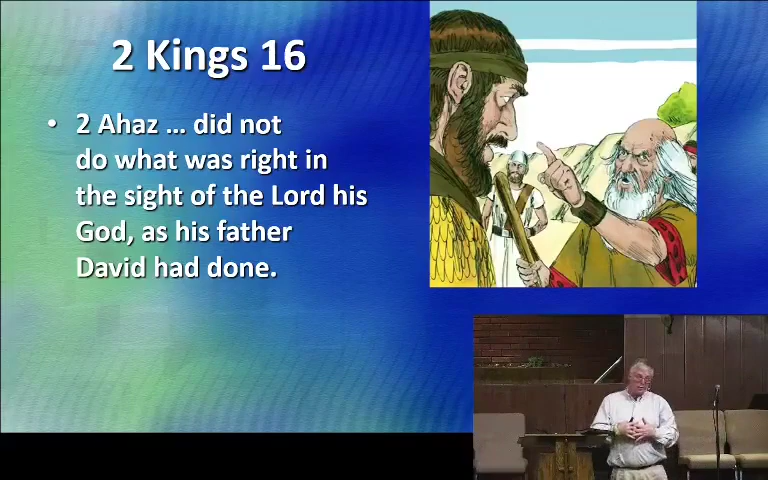 2 Kings 16
• 2 Ahaz ... did not
do what was right in
the sight of the Lord his
God, as his father
David had done.